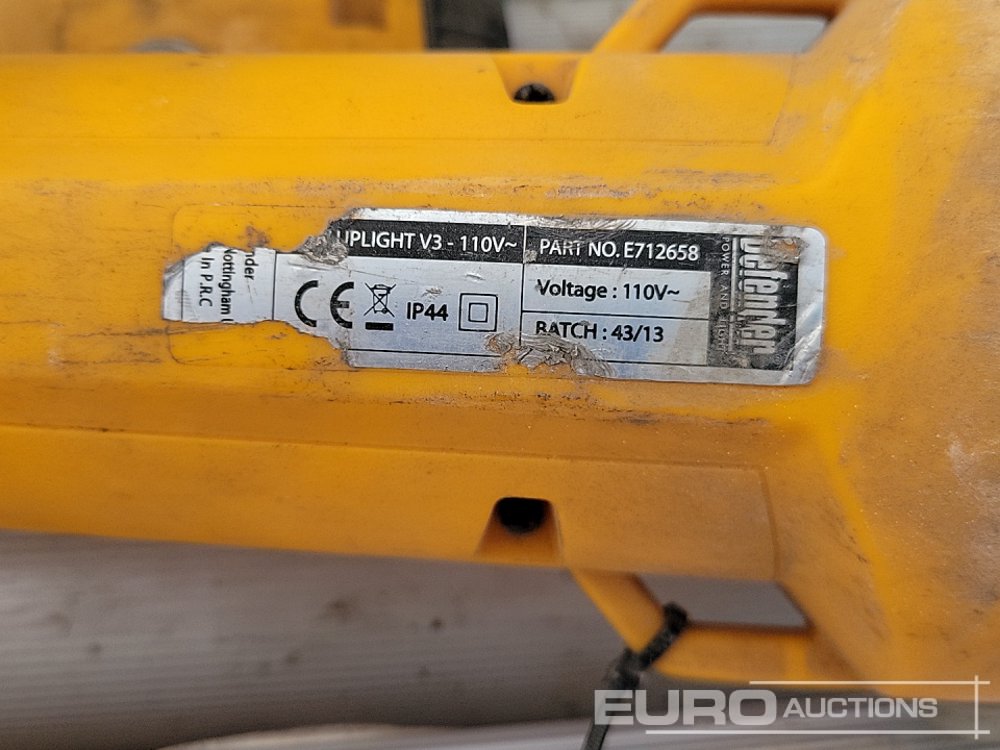 UPLIGHT V3 - 110V~
PART NO. E712658
Voltage : 110V~
BATCH : 43/13
IP44
defender
POWER AND LIGHT
Nottingham
In P.R.C
EURO AUCTIONS